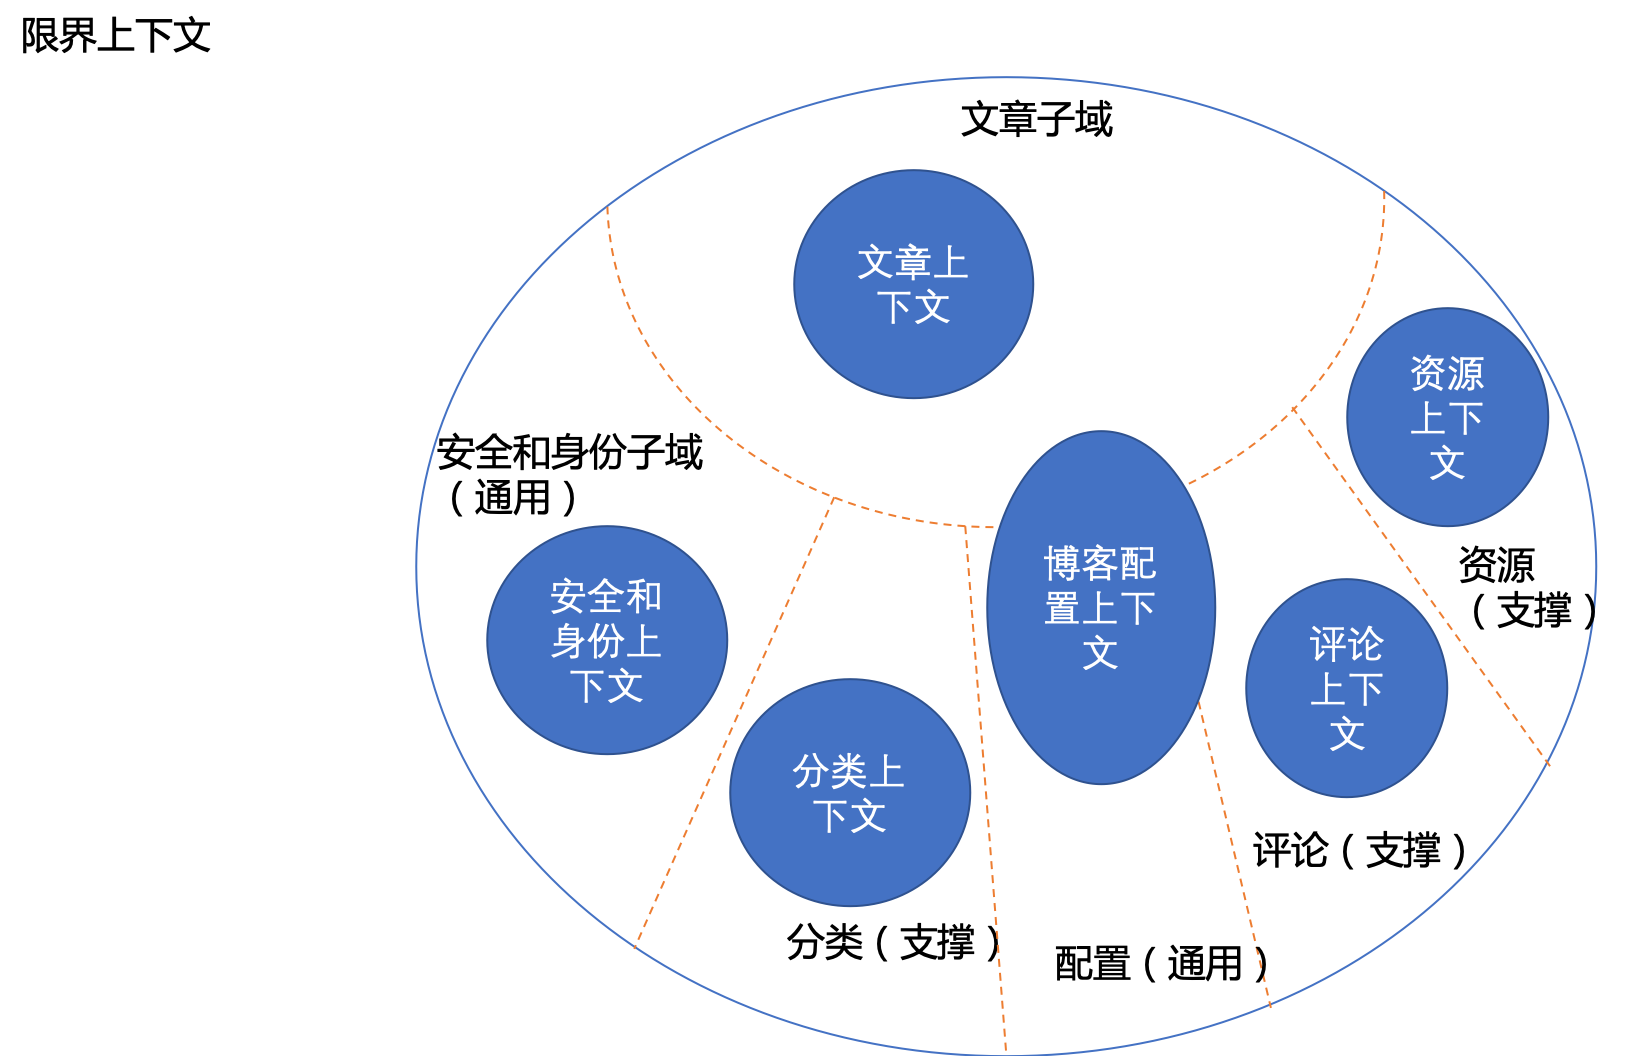 限界上下文
文章子域
文章上
下文
资源
上下
文
安全和身份子域
（通用）
安全和
身份上
下文
博客配
置上下
文
资源
（支撑）
评论
上下
文
分类上
下文
评论（支撑）
分类（支撑）
配置（通用）